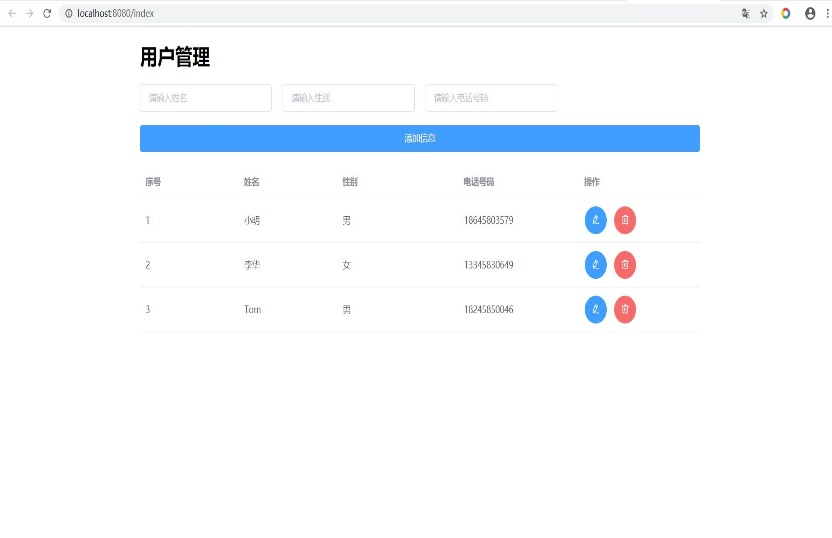 localhost:8080/index
用户管理
请输入姓名 请输入性别 请输入电话号码
添加信息
序号 姓名 性别 电话号码 操作
1 小明 男 18645803579
2 李华 女 13345830649
3 Tom 男 18245850046